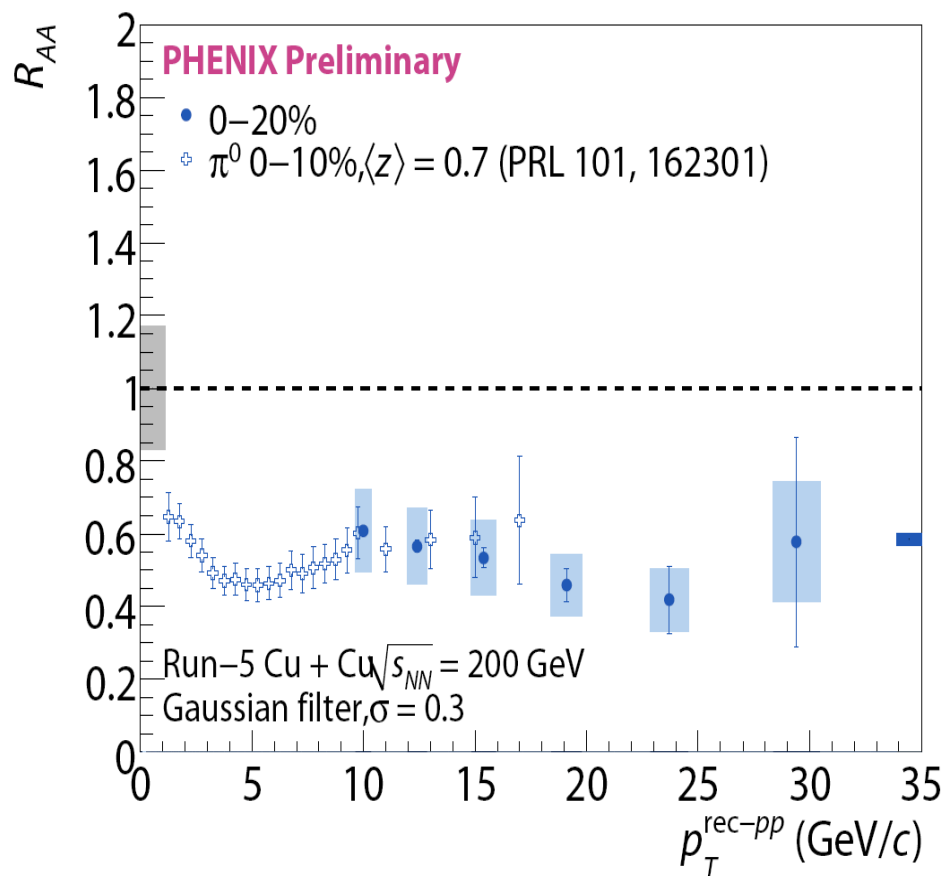 R_AA
2
1.8
1.6
1.4
1.2
1
0.8
0.6
0.4
0.2
0
PHENIX Preliminary
0–20%
π⁰ 0–10%,⟨z⟩ = 0.7 (PRL 101, 162301)
Run–5 Cu + Cu√s_NN = 200 GeV
Gaussian filter,σ = 0.3
0 5 10 15 20 25 30 35
p_T^rec–pp (GeV/c)